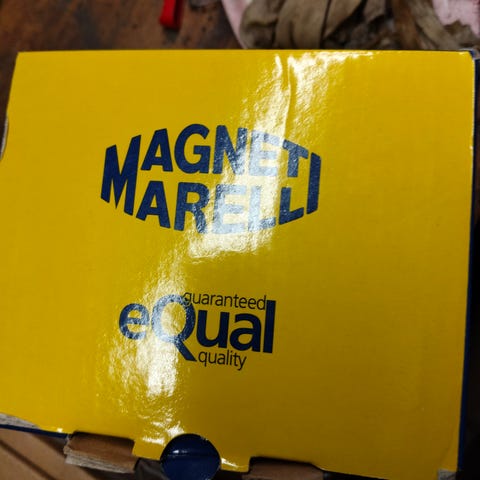 MAGNETI
MARELLI
guaranteed
eQual
quality